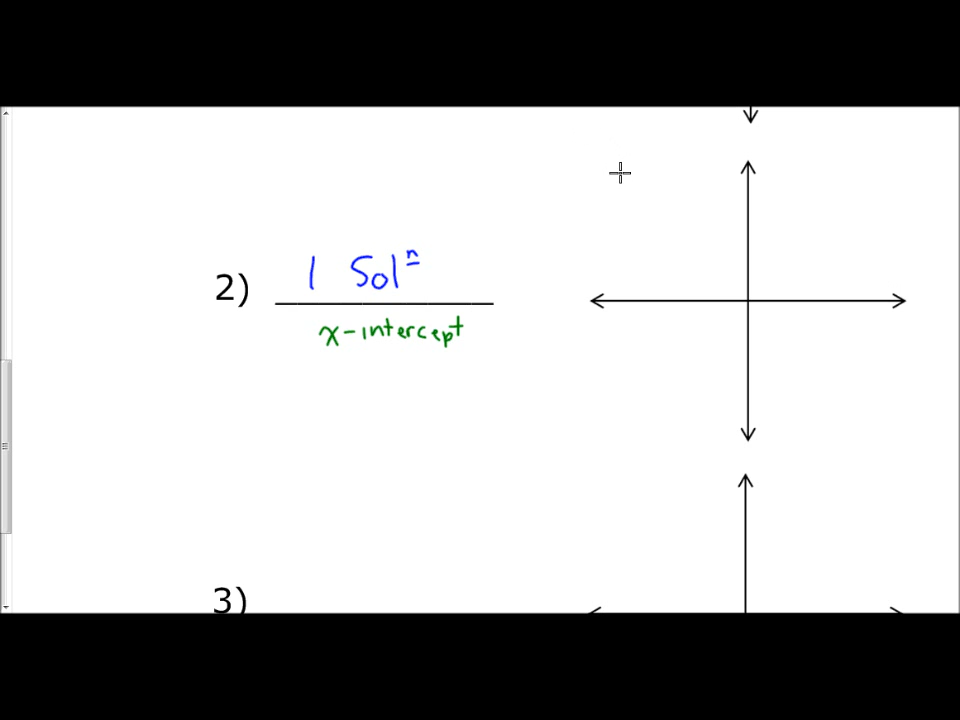 2) 1 Solⁿ
x-intercept
3)